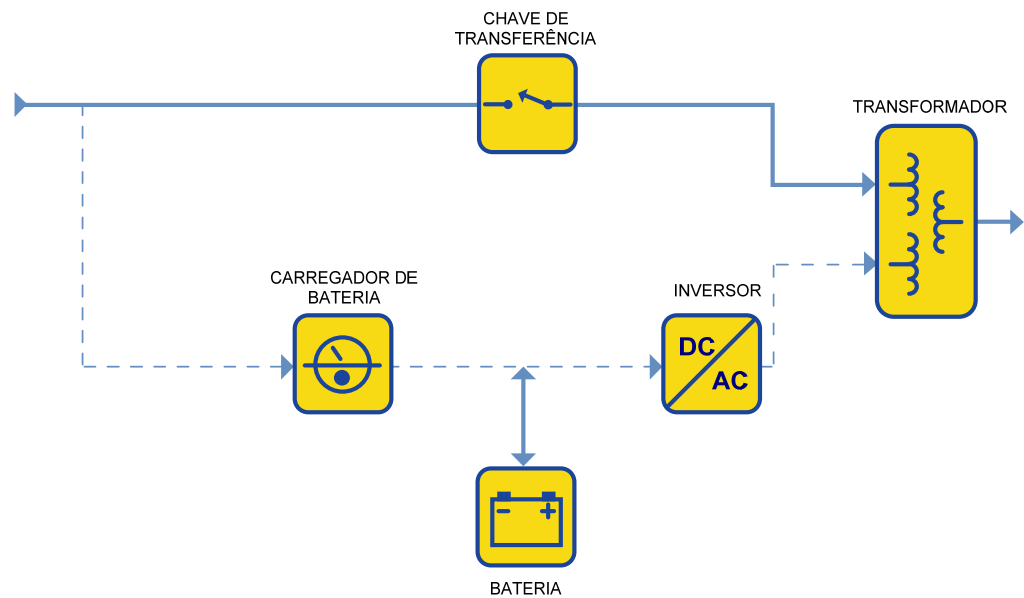 CHAVE DE
TRANSFERÊNCIA
TRANSFORMADOR
CARREGADOR DE
BATERIA
INVERSOR
DC
AC
BATERIA